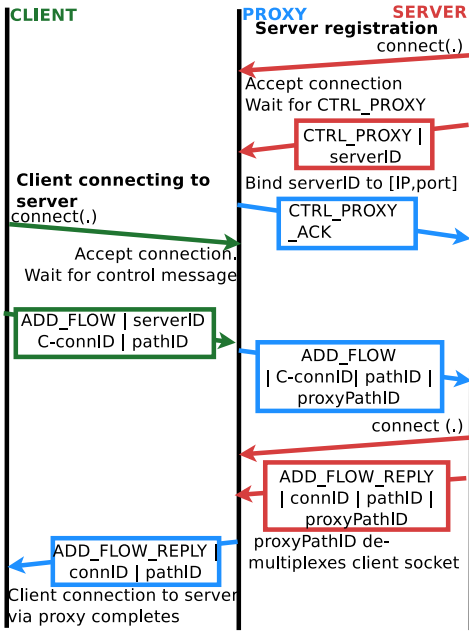 CLIENT
PROXY
SERVER
Server registration
connect(.)
Accept connection
Wait for CTRL_PROXY
CTRL_PROXY |
serverID
Bind serverID to [IP,port]
CTRL_PROXY
_ACK
Client connecting to
server
connect(.)
Accept connection.
Wait for control message
ADD_FLOW | serverID
C-connID | pathID
ADD_FLOW
| C-connID| pathID |
proxyPathID
connect (.)
ADD_FLOW_REPLY
| connID | pathID |
proxyPathID
proxyPathID de-
multiplexes client socket
ADD_FLOW_REPLY |
connID | pathID
Client connection to server
via proxy completes